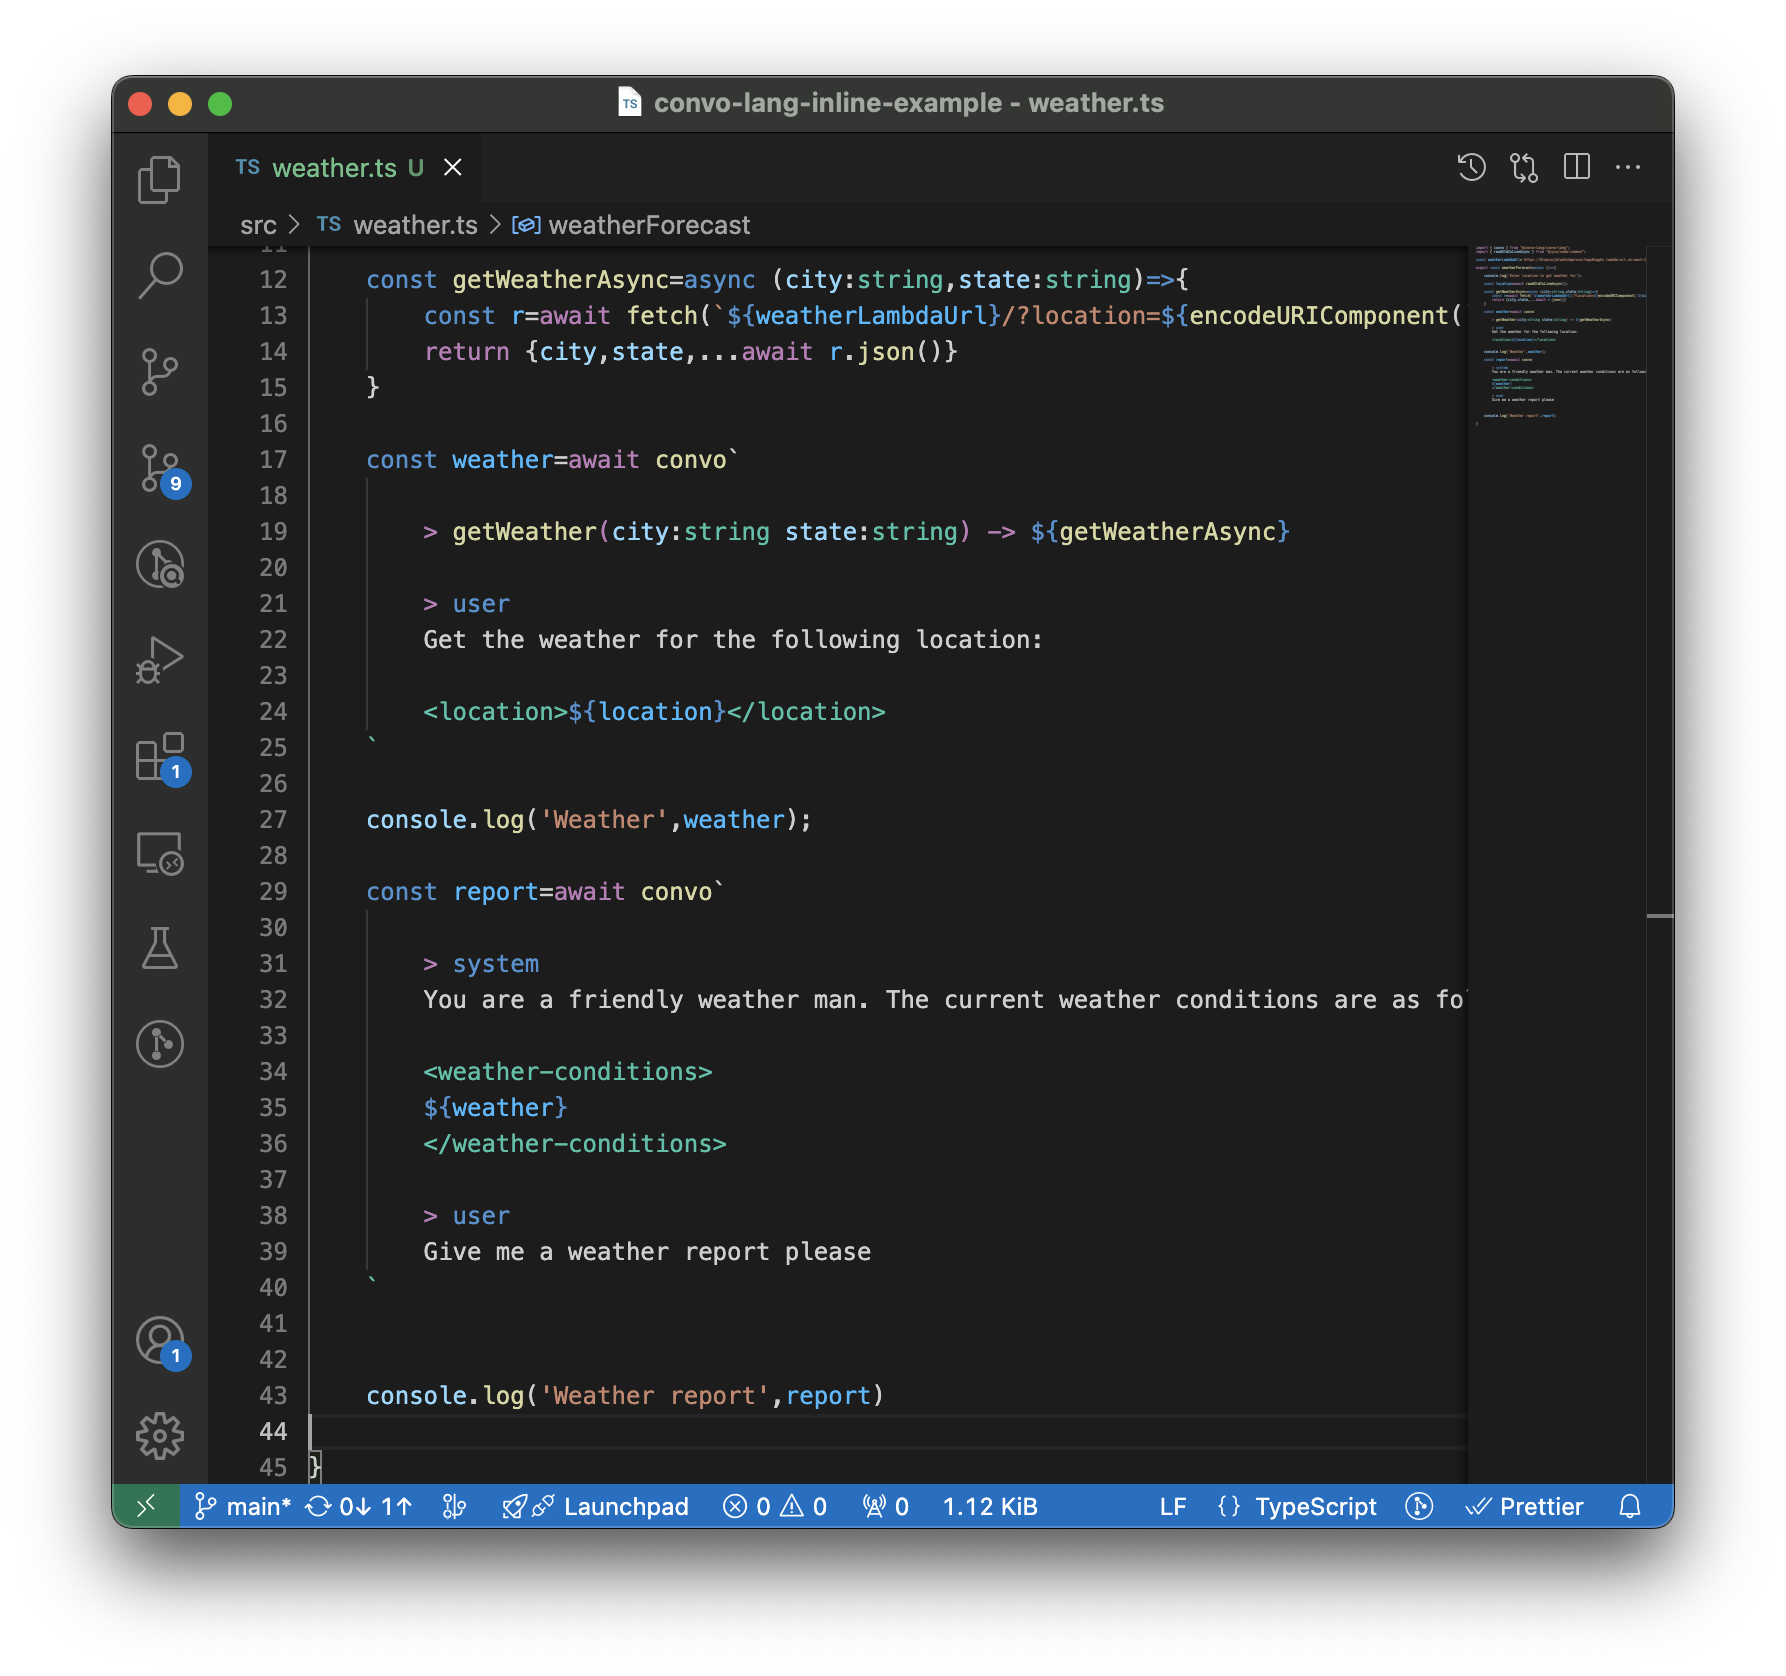 TS convo-lang-inline-example - weather.ts
TS weather.ts U
src > TS weather.ts > weatherForecast
11
12 const getWeatherAsync=async (city:string,state:string)=>{
13 const r=await fetch(`${weatherLambdaUrl}/?location=${encodeURIComponent(
14 return {city,state,...await r.json()}
15 }
16
17 const weather=await convo`
18
19 > getWeather(city:string state:string) -> ${getWeatherAsync}
20
21 > user
22 Get the weather for the following location:
23
24 <location>${location}</location>
25 `
26
27 console.log('Weather',weather);
28
29 const report=await convo`
30
31 > system
32 You are a friendly weather man. The current weather conditions are as fo
33
34 <weather-conditions>
35 ${weather}
36 </weather-conditions>
37
38 > user
39 Give me a weather report please
40 `
41
42
43 console.log('Weather report',report)
44
45 }
9
1
1
main* 0↓ 1↑ Launchpad 0 0 0 1.12 KiB LF {} TypeScript Prettier